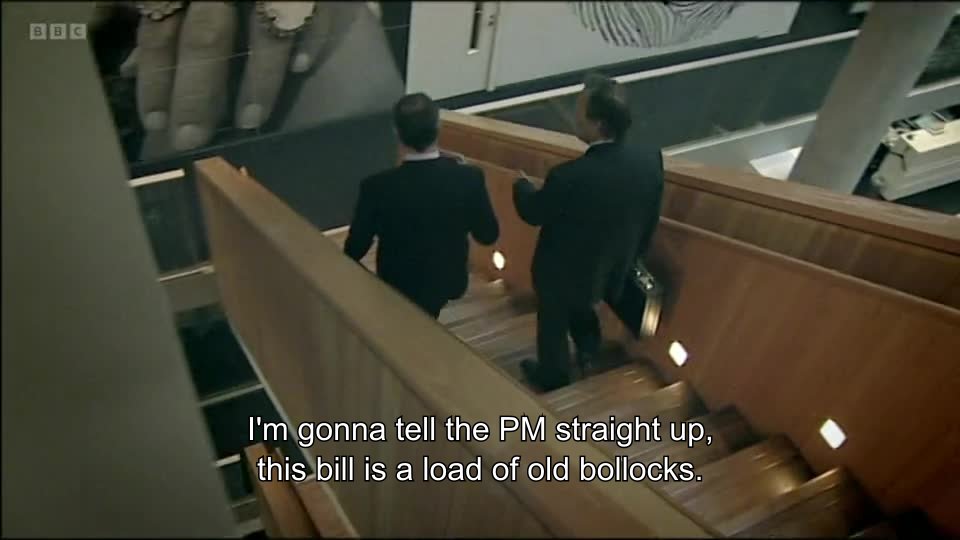 BBC
I'm gonna tell the PM straight up,
this bill is a load of old bollocks.